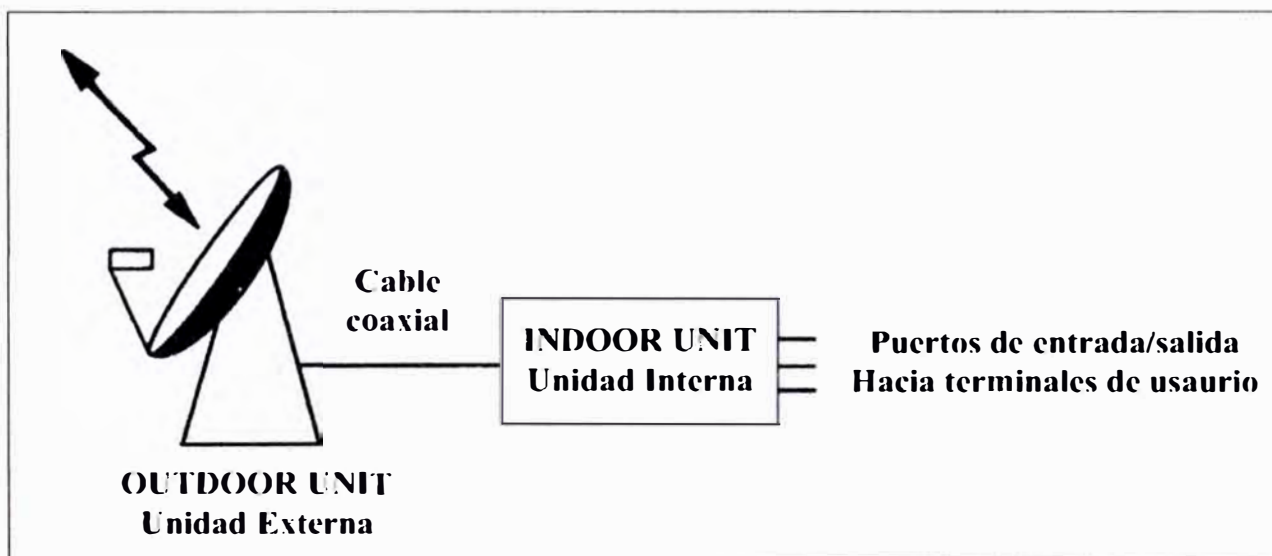 Cable
coaxial
INDOOR UNIT
Unidad Interna
Puertos de entrada/salida
Hacia terminales de usaurio
OUTDOOR UNIT
Unidad Externa